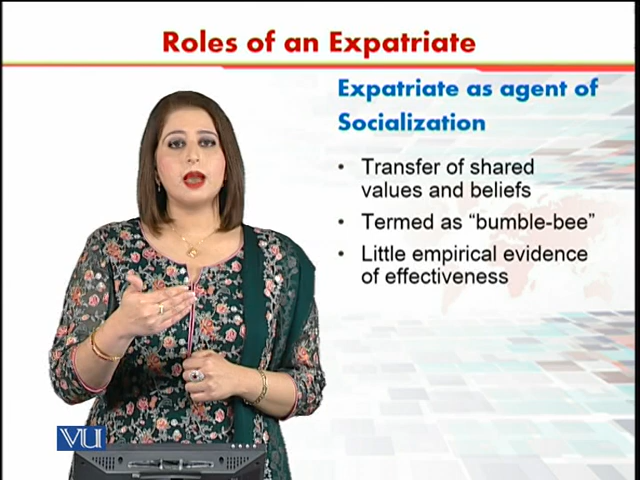 Roles of an Expatriate
Expatriate as agent of
Socialization
• Transfer of shared
values and beliefs
• Termed as “bumble-bee”
• Little empirical evidence
of effectiveness
VU